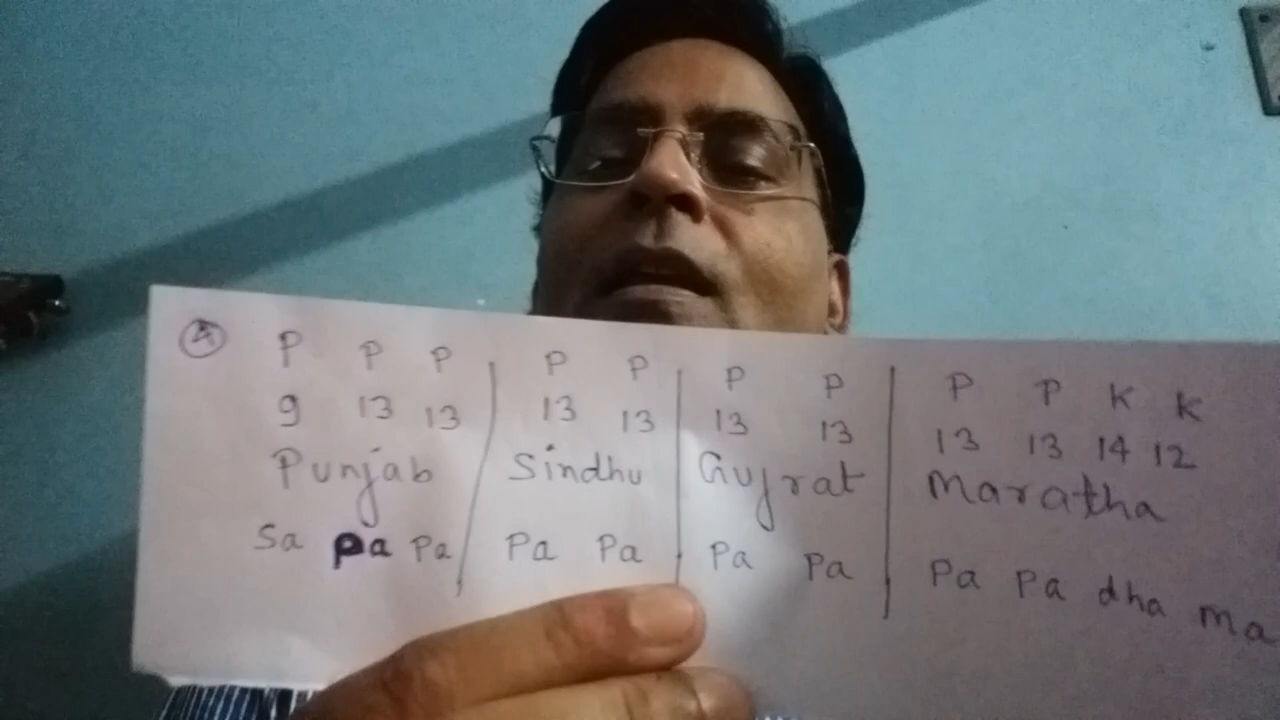 4 P P P / P P | P P | P P K K
9 13 13 13 13 13 13 13 13 14 12
Punjab Sindhu Gujrat Maratha
Sa Pa Pa Pa Pa Pa Pa Pa Pa dha ma